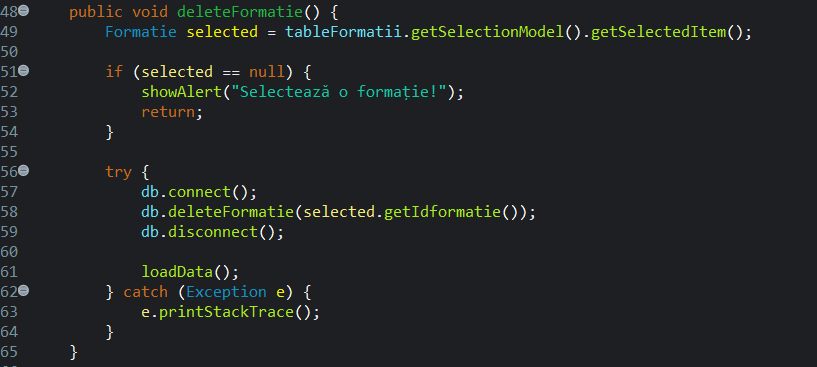 48 public void deleteFormatie() {
49 Formatie selected = tableFormatii.getSelectionModel().getSelectedItem();
50
51 if (selected == null) {
52 showAlert("Selectează o formație!");
53 return;
54 }
55
56 try {
57 db.connect();
58 db.deleteFormatie(selected.getIdformatie());
59 db.disconnect();
60
61 loadData();
62 } catch (Exception e) {
63 e.printStackTrace();
64 }
65 }